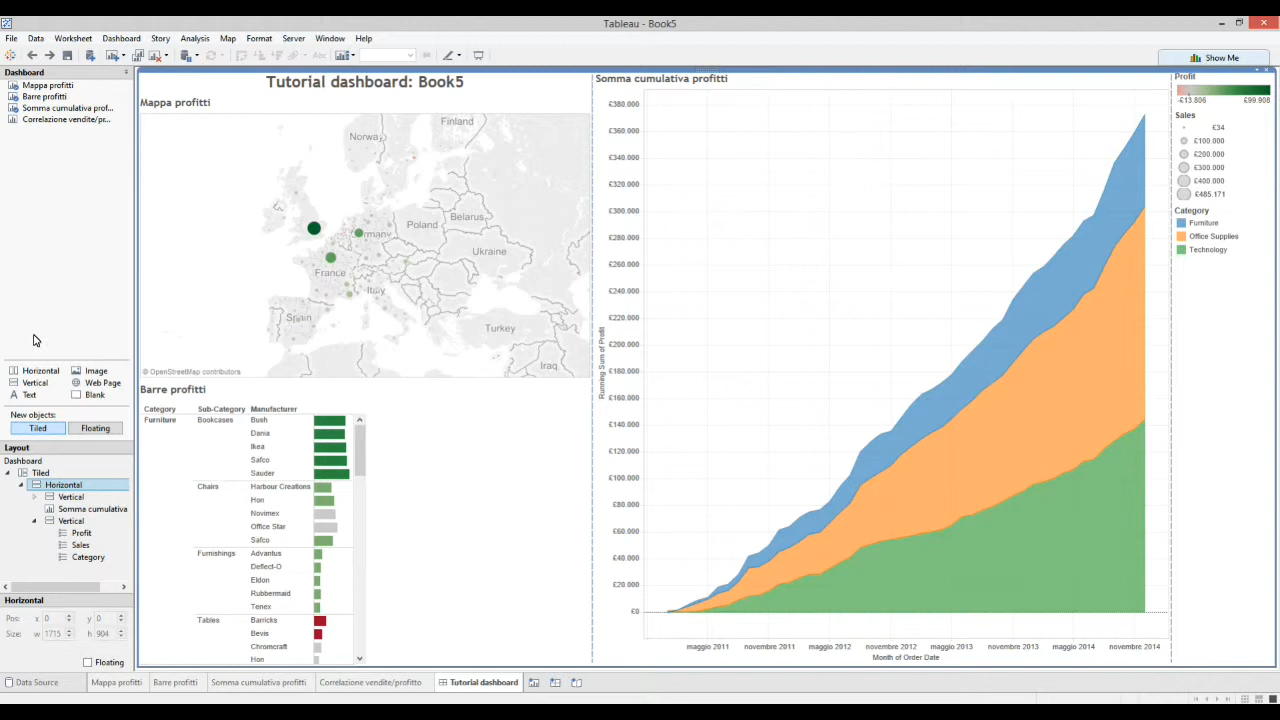 Tableau - Book5
File Data Worksheet Dashboard Story Analysis Map Format Server Window Help
Show Me
Dashboard
Mappa profitti
Barre profitti
Somma cumulativa prof...
Correlazione vendite/pr...
Horizontal Image
Vertical Web Page
Text Blank
New objects:
Tiled Floating
Layout
Dashboard
Tiled
Horizontal
Vertical
Somma cumulativa
Vertical
Profit
Sales
Category
Horizontal
Pos: x 0 y 0
Size: w 1715 h 904
Floating
Tutorial dashboard: Book5
Mappa profitti
Norway
Finland
Belarus
Poland
Germany
Ukraine
France
Italy
Spain
Turkey
Iraq
© OpenStreetMap contributors
Barre profitti
Category Sub-Category Manufacturer
Furniture Bookcases Bush
Dania
Ikea
Safco
Sauder
Chairs Harbour Creations
Hon
Novimex
Office Star
Safco
Furnishings Advantus
Deflect-O
Eldon
Rubbermaid
Tenex
Tables Barricks
Bevis
Chromcraft
Hon
Somma cumulativa profitti
£380.000
£360.000
£340.000
£320.000
£300.000
£280.000
£260.000
£240.000
£220.000
£200.000
£180.000
£160.000
£140.000
£120.000
£100.000
£80.000
£60.000
£40.000
£20.000
£0
Running Sum of Profit
maggio 2011 novembre 2011 maggio 2012 novembre 2012 maggio 2013 novembre 2013 maggio 2014 novembre 2014
Month of Order Date
Profit
-£13.806 £99.908
Sales
£34
£100.000
£200.000
£300.000
£400.000
£485.171
Category
Furniture
Office Supplies
Technology
Data Source Mappa profitti Barre profitti Somma cumulativa profitti Correlazione vendite/profitto Tutorial dashboard